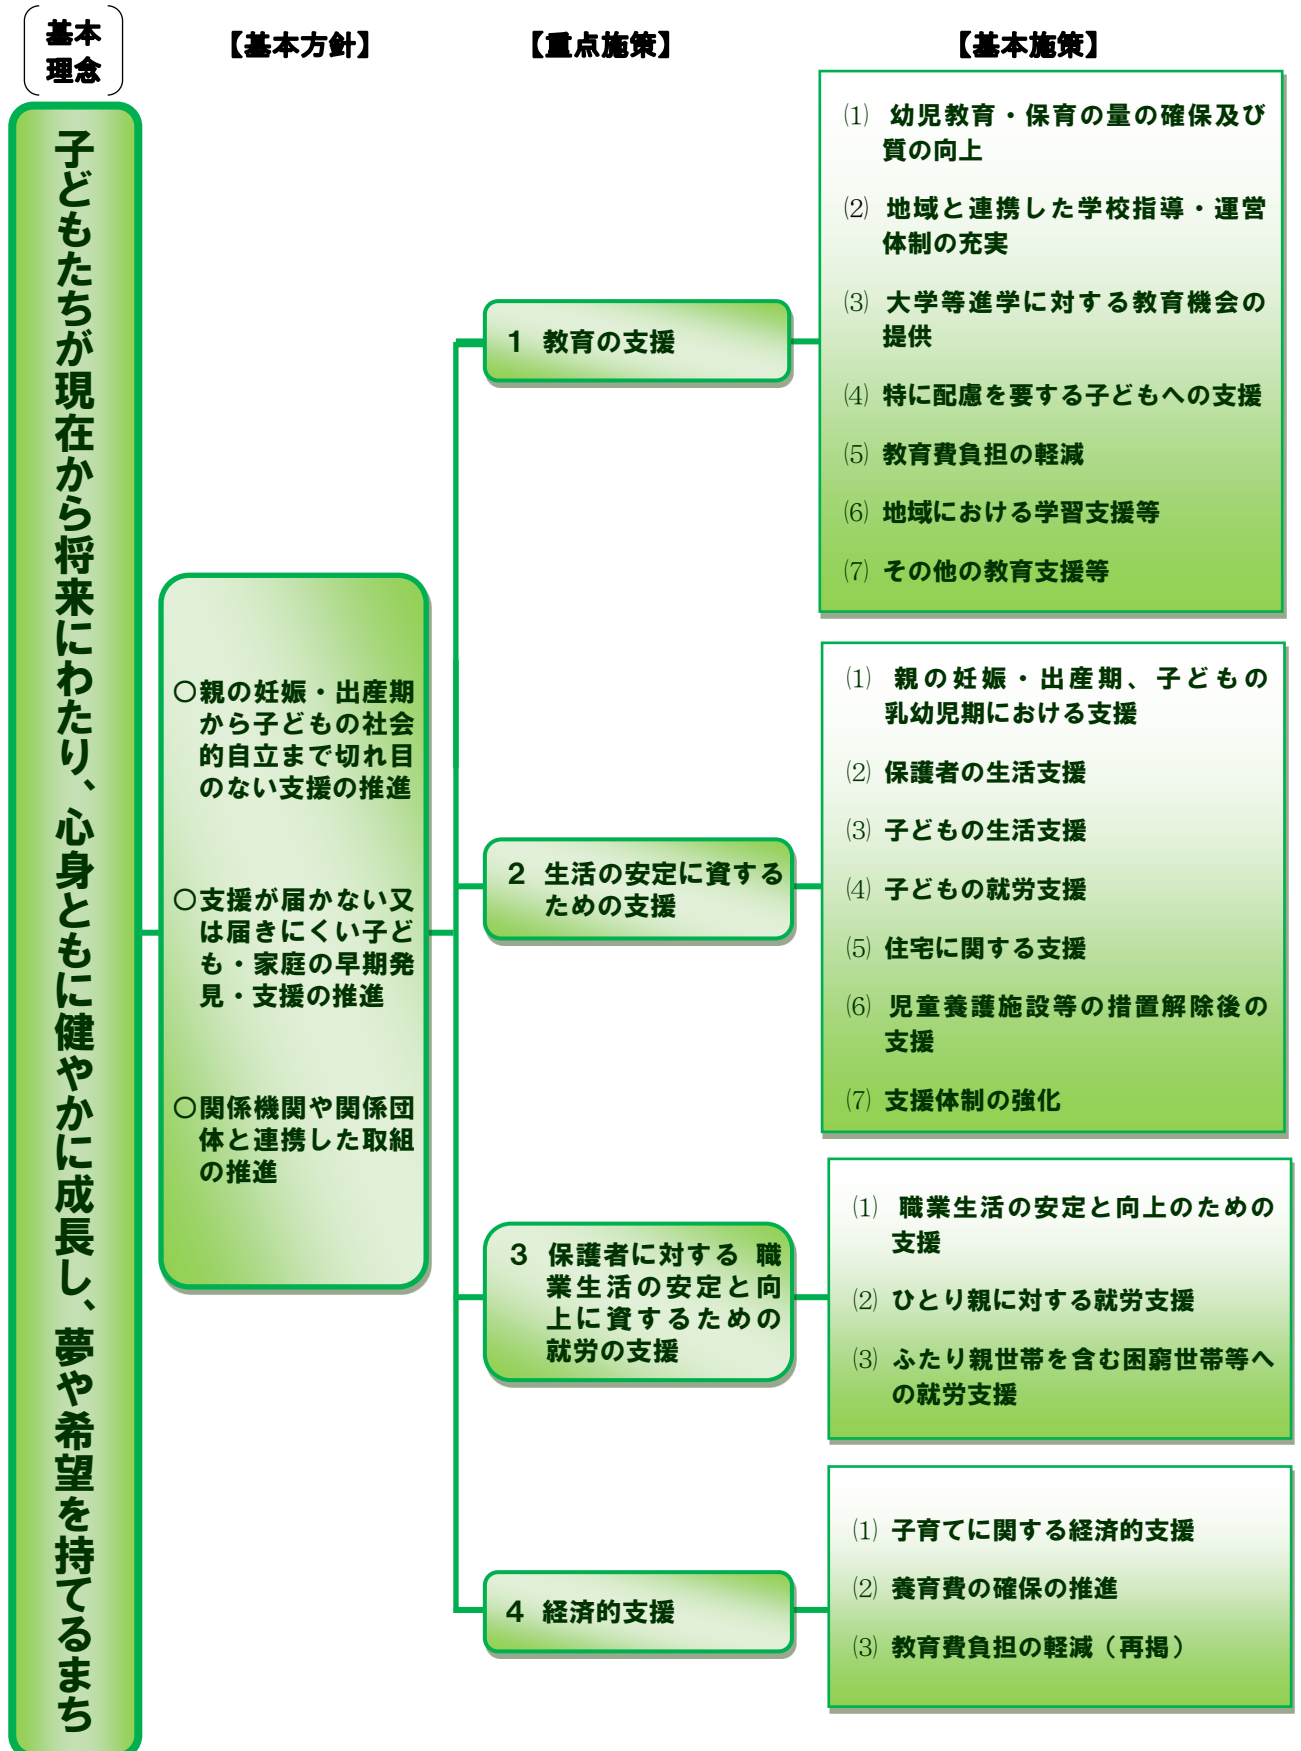 基本
理念
【基本方針】
【重点施策】
【基本施策】
子どもたちが現在から将来にわたり、心身ともに健やかに成長し、夢や希望を持てるまち
○親の妊娠・出産期
から子どもの社会
的自立まで切れ目
のない支援の推進
○支援が届かない又
は届きにくい子ど
も・家庭の早期発
見・支援の推進
○関係機関や関係団
体と連携した取組
の推進
1 教育の支援
⑴ 幼児教育・保育の量の確保及び
質の向上
⑵ 地域と連携した学校指導・運営
体制の充実
⑶ 大学等進学に対する教育機会の
提供
⑷ 特に配慮を要する子どもへの支援
⑸ 教育費負担の軽減
⑹ 地域における学習支援等
⑺ その他の教育支援等
2 生活の安定に資する
ための支援
⑴ 親の妊娠・出産期、子どもの
乳幼児期における支援
⑵ 保護者の生活支援
⑶ 子どもの生活支援
⑷ 子どもの就労支援
⑸ 住宅に関する支援
⑹ 児童養護施設等の措置解除後の
支援
⑺ 支援体制の強化
3 保護者に対する 職
業生活の安定と向
上に資するための
就労の支援
⑴ 職業生活の安定と向上のための
支援
⑵ ひとり親に対する就労支援
⑶ ふたり親世帯を含む困窮世帯等へ
の就労支援
4 経済的支援
⑴ 子育てに関する経済的支援
⑵ 養育費の確保の推進
⑶ 教育費負担の軽減（再掲）